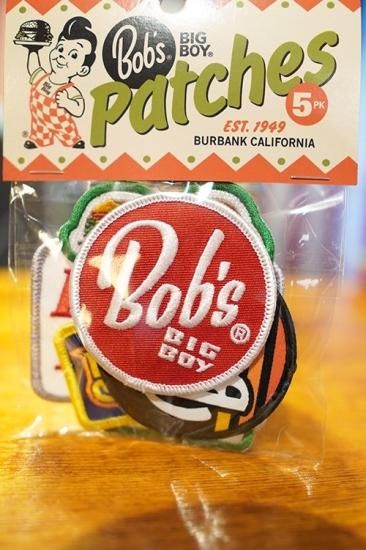 Bob's® BIG BOY®
Patches
5PK
EST. 1949
BURBANK CALIFORNIA
Bob's
BIG BOY
®